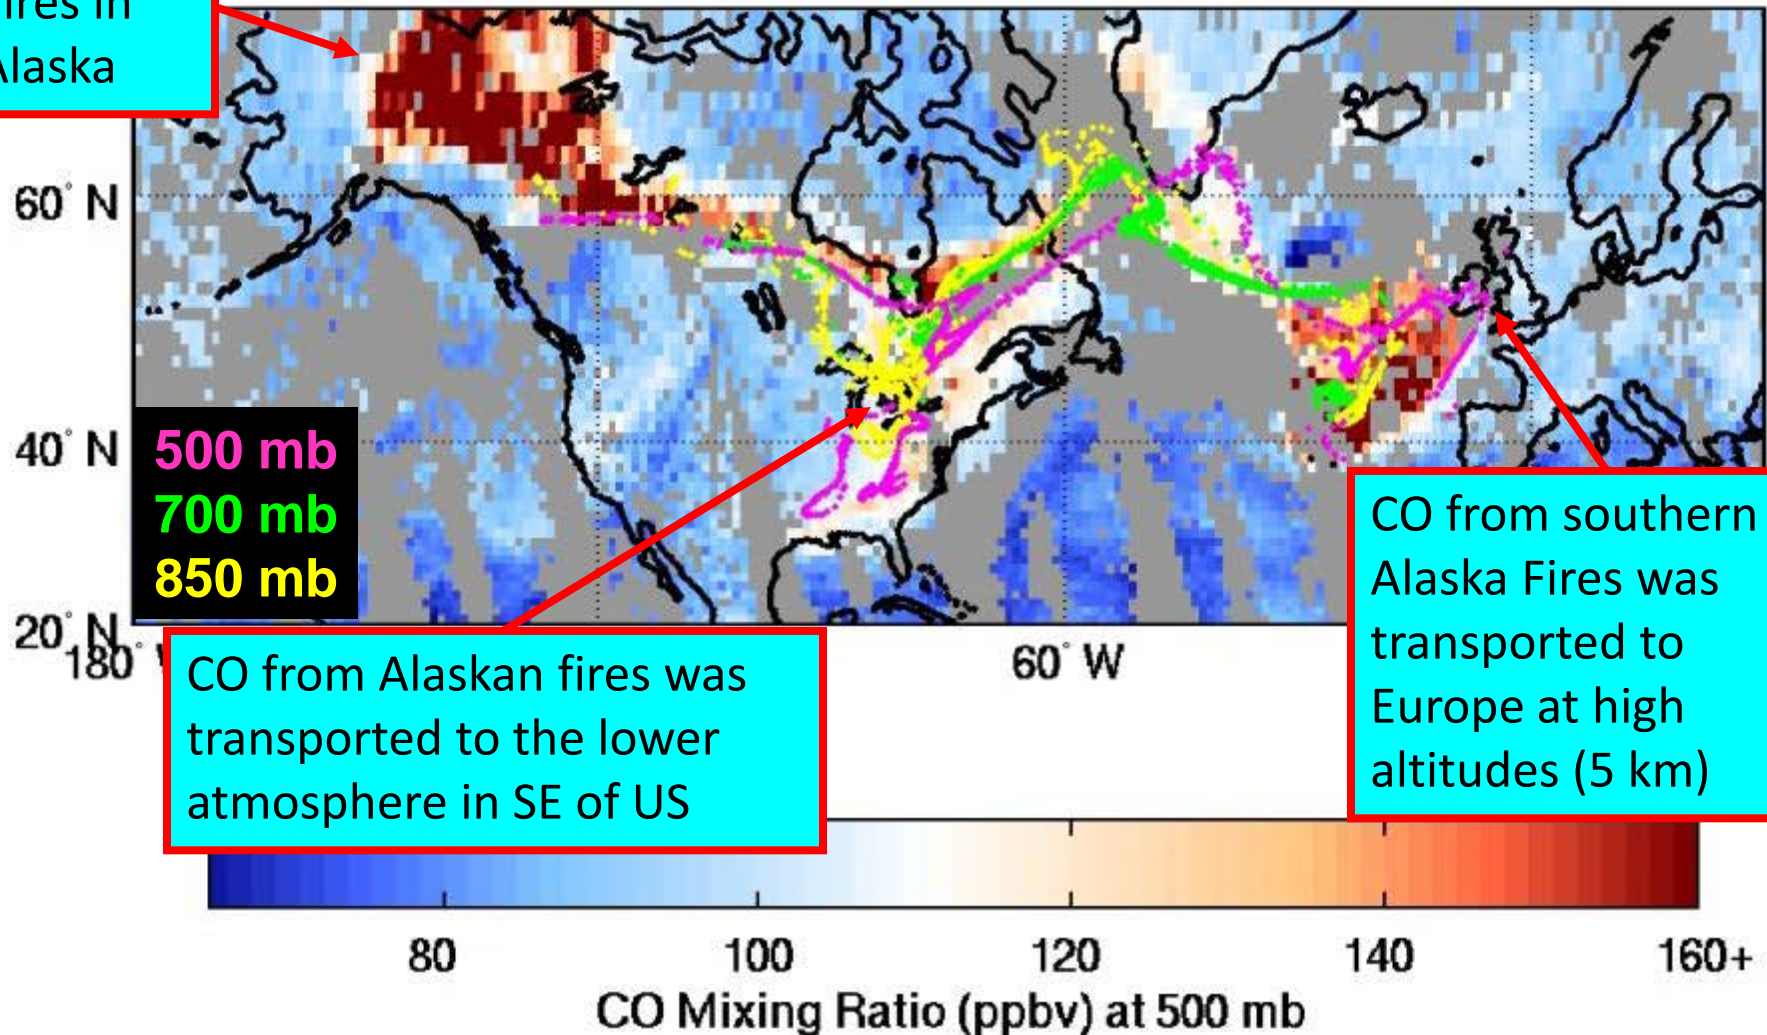 ires in
Alaska
60° N
40° N
20° N
500 mb
700 mb
850 mb
180°
60° W
CO from Alaskan fires was
transported to the lower
atmosphere in SE of US
CO from southern
Alaska Fires was
transported to
Europe at high
altitudes (5 km)
80 100 120 140 160+
CO Mixing Ratio (ppbv) at 500 mb